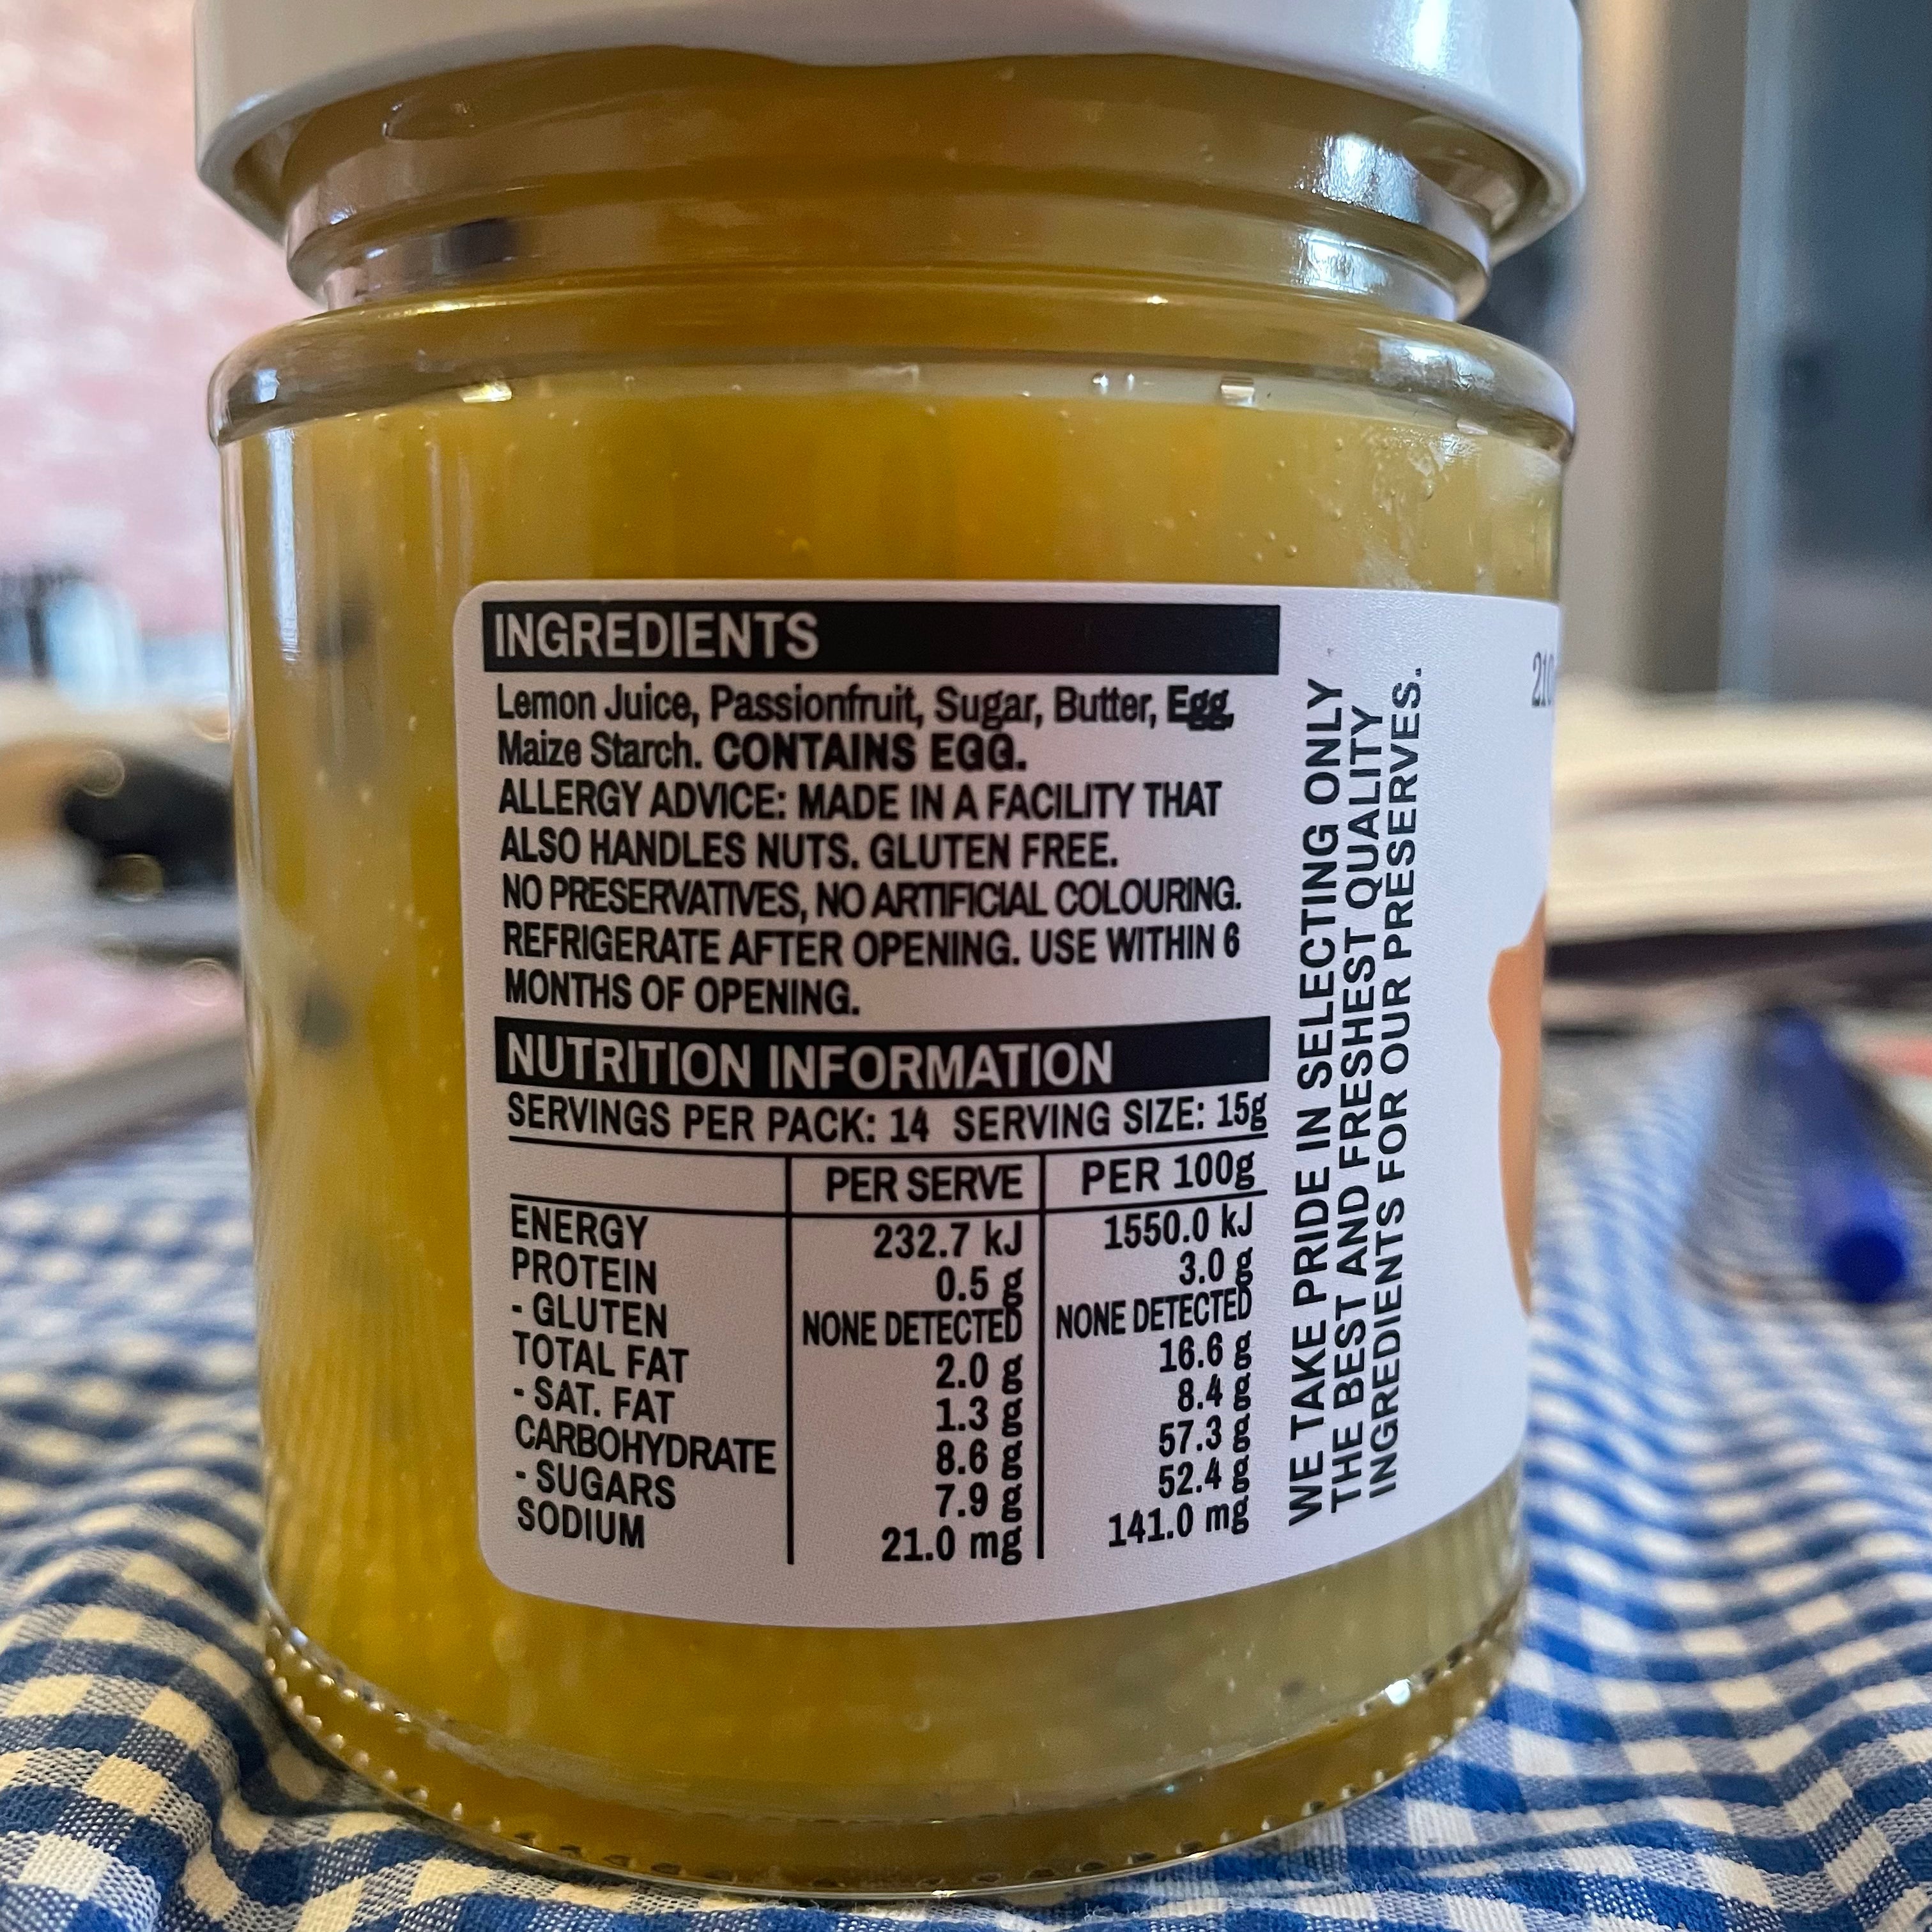 INGREDIENTS
Lemon Juice, Passionfruit, Sugar, Butter, Egg,
Maize Starch. CONTAINS EGG.
ALLERGY ADVICE: MADE IN A FACILITY THAT
ALSO HANDLES NUTS. GLUTEN FREE.
NO PRESERVATIVES, NO ARTIFICIAL COLOURING.
REFRIGERATE AFTER OPENING. USE WITHIN 6
MONTHS OF OPENING.
NUTRITION INFORMATION
SERVINGS PER PACK: 14 SERVING SIZE: 15g
PER SERVE PER 100g
ENERGY 232.7 kJ 1550.0 kJ
PROTEIN 0.5 g 3.0 g
- GLUTEN NONE DETECTED NONE DETECTED
TOTAL FAT 2.0 g 16.6 g
- SAT. FAT 1.3 g 8.4 g
CARBOHYDRATE 8.6 g 57.3 g
- SUGARS 7.9 g 52.4 g
SODIUM 21.0 mg 141.0 mg
WE TAKE PRIDE IN SELECTING ONLY
THE BEST AND FRESHEST QUALITY
INGREDIENTS FOR OUR PRESERVES.